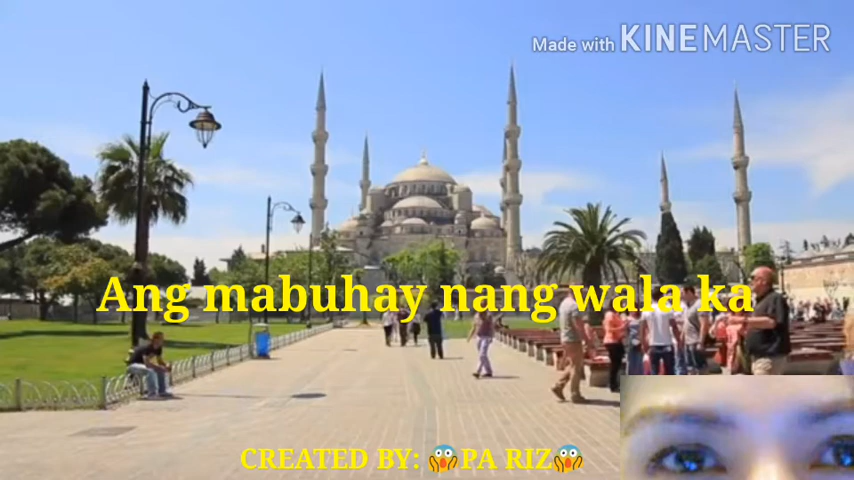 Made with KINEMASTER
Ang mabuhay nang wala ka
CREATED BY: 😱PA RIZ😱